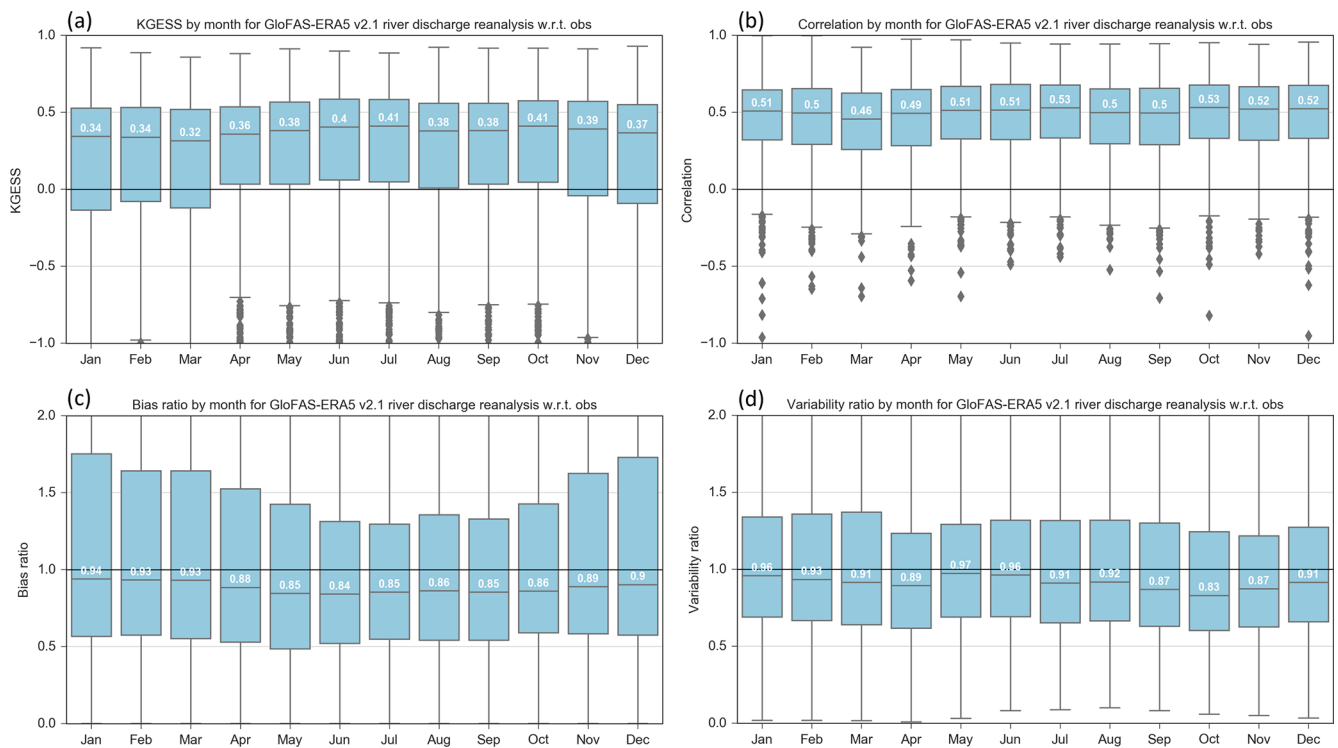 (a)
KGESS by month for GloFAS-ERA5 v2.1 river discharge reanalysis w.r.t. obs
KGESS
1.0
0.5
0.0
−0.5
−1.0
0.34 0.34 0.32 0.36 0.38 0.4 0.41 0.38 0.38 0.41 0.39 0.37
Jan Feb Mar Apr May Jun Jul Aug Sep Oct Nov Dec
(b)
Correlation by month for GloFAS-ERA5 v2.1 river discharge reanalysis w.r.t. obs
Correlation
1.0
0.5
0.0
−0.5
−1.0
0.51 0.5 0.46 0.49 0.51 0.51 0.53 0.5 0.5 0.53 0.52 0.52
Jan Feb Mar Apr May Jun Jul Aug Sep Oct Nov Dec
(c)
Bias ratio by month for GloFAS-ERA5 v2.1 river discharge reanalysis w.r.t. obs
Bias ratio
2.0
1.5
1.0
0.5
0.0
0.94 0.93 0.93 0.88 0.85 0.84 0.85 0.86 0.85 0.86 0.89 0.9
Jan Feb Mar Apr May Jun Jul Aug Sep Oct Nov Dec
(d)
Variability ratio by month for GloFAS-ERA5 v2.1 river discharge reanalysis w.r.t. obs
Variability ratio
2.0
1.5
1.0
0.5
0.0
0.96 0.93 0.91 0.89 0.97 0.96 0.91 0.92 0.87 0.83 0.87 0.91
Jan Feb Mar Apr May Jun Jul Aug Sep Oct Nov Dec